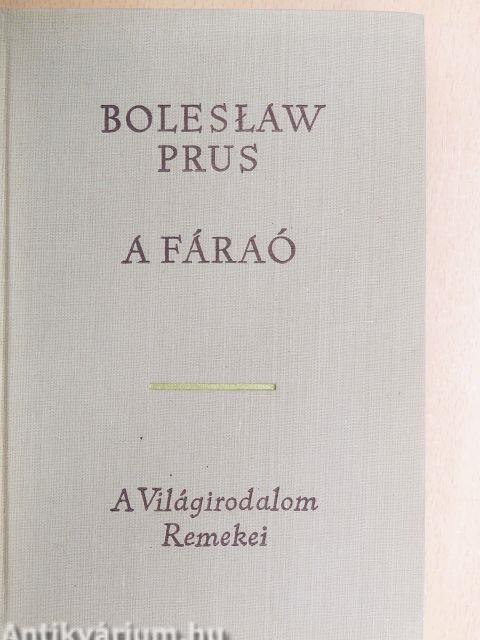 BOLESŁAW
PRUS
A FÁRAÓ
A Világirodalom
Remekei
Antikvárium.hu